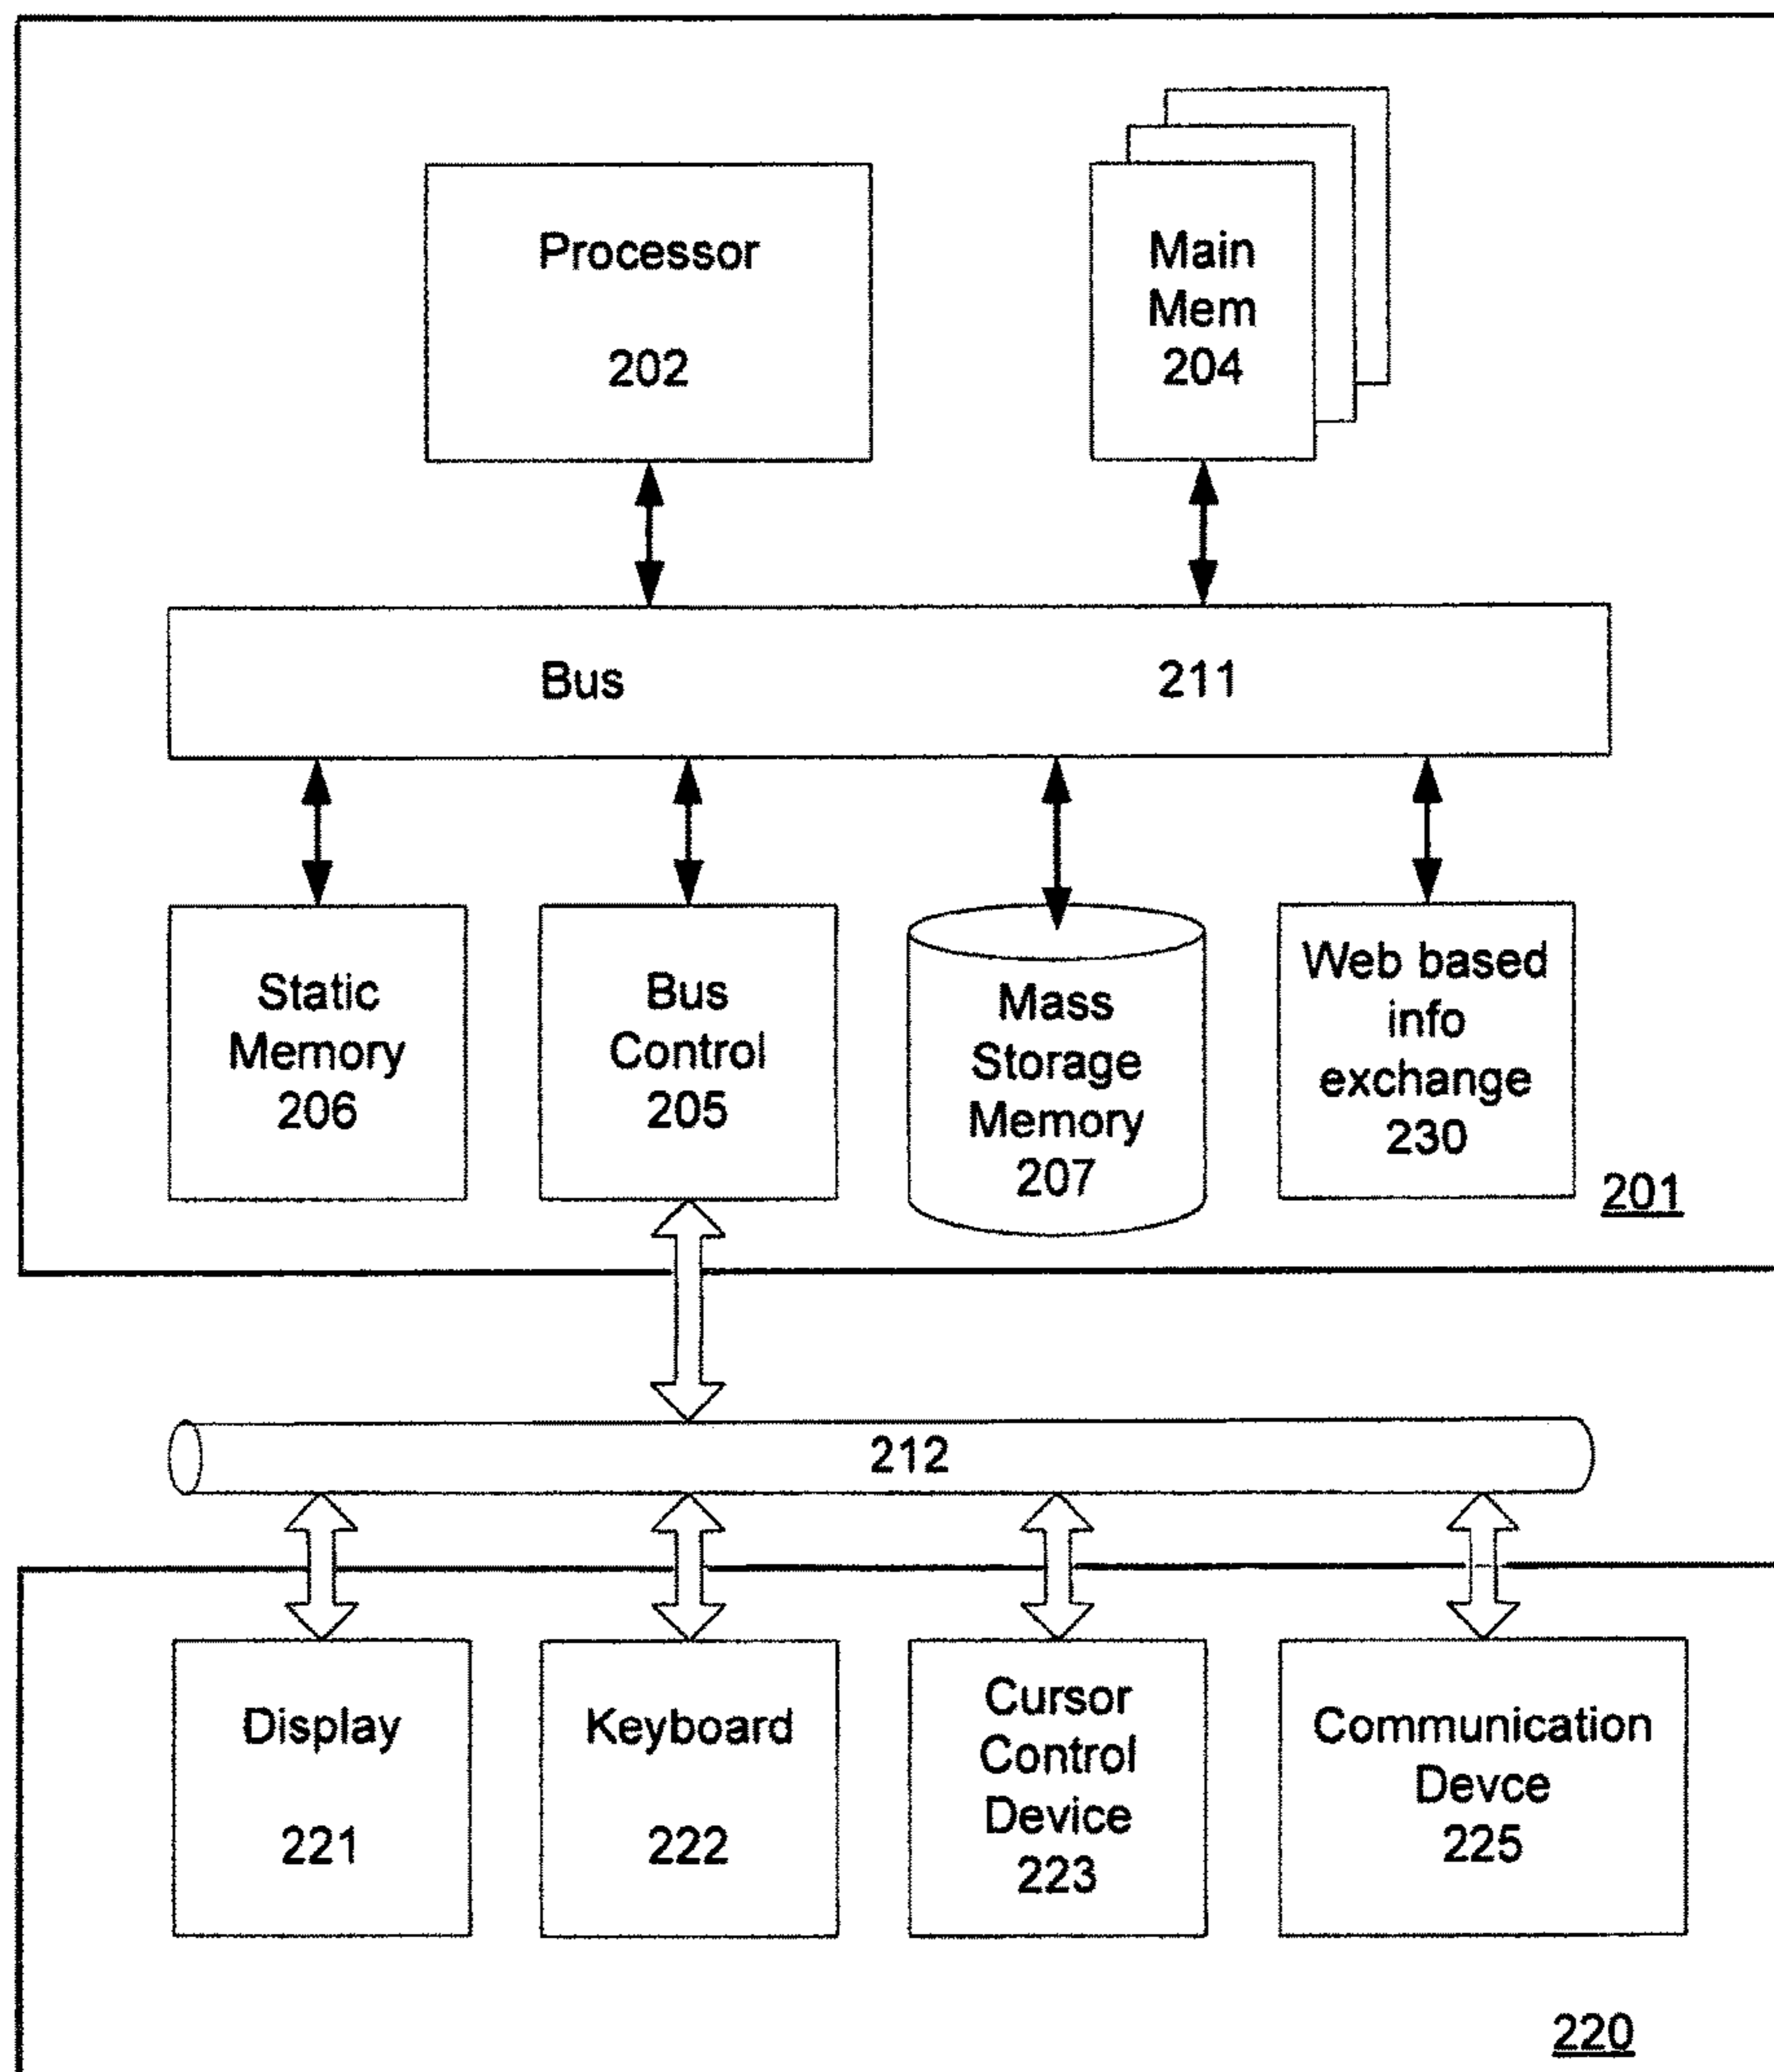 Processor
202
Main
Mem
204
Bus 211
Static
Memory
206
Bus
Control
205
Mass
Storage
Memory
207
Web based
info
exchange
230
201
212
Display
221
Keyboard
222
Cursor
Control
Device
223
Communication
Devce
225
220